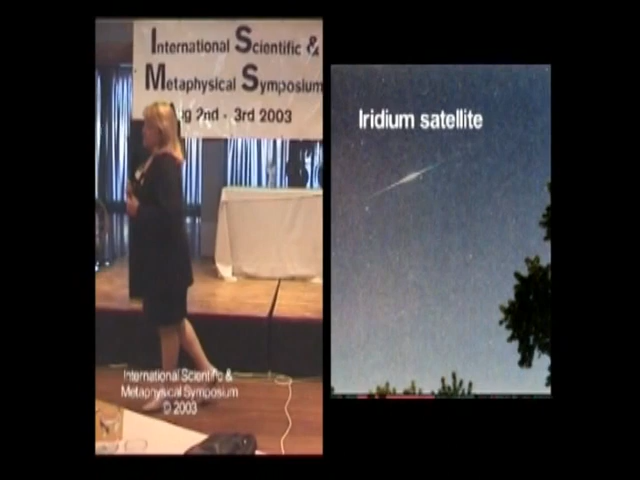 International Scientific &
Metaphysical Symposium
Aug 2nd - 3rd 2003
International Scientific &
Metaphysical Symposium
© 2003
Iridium satellite